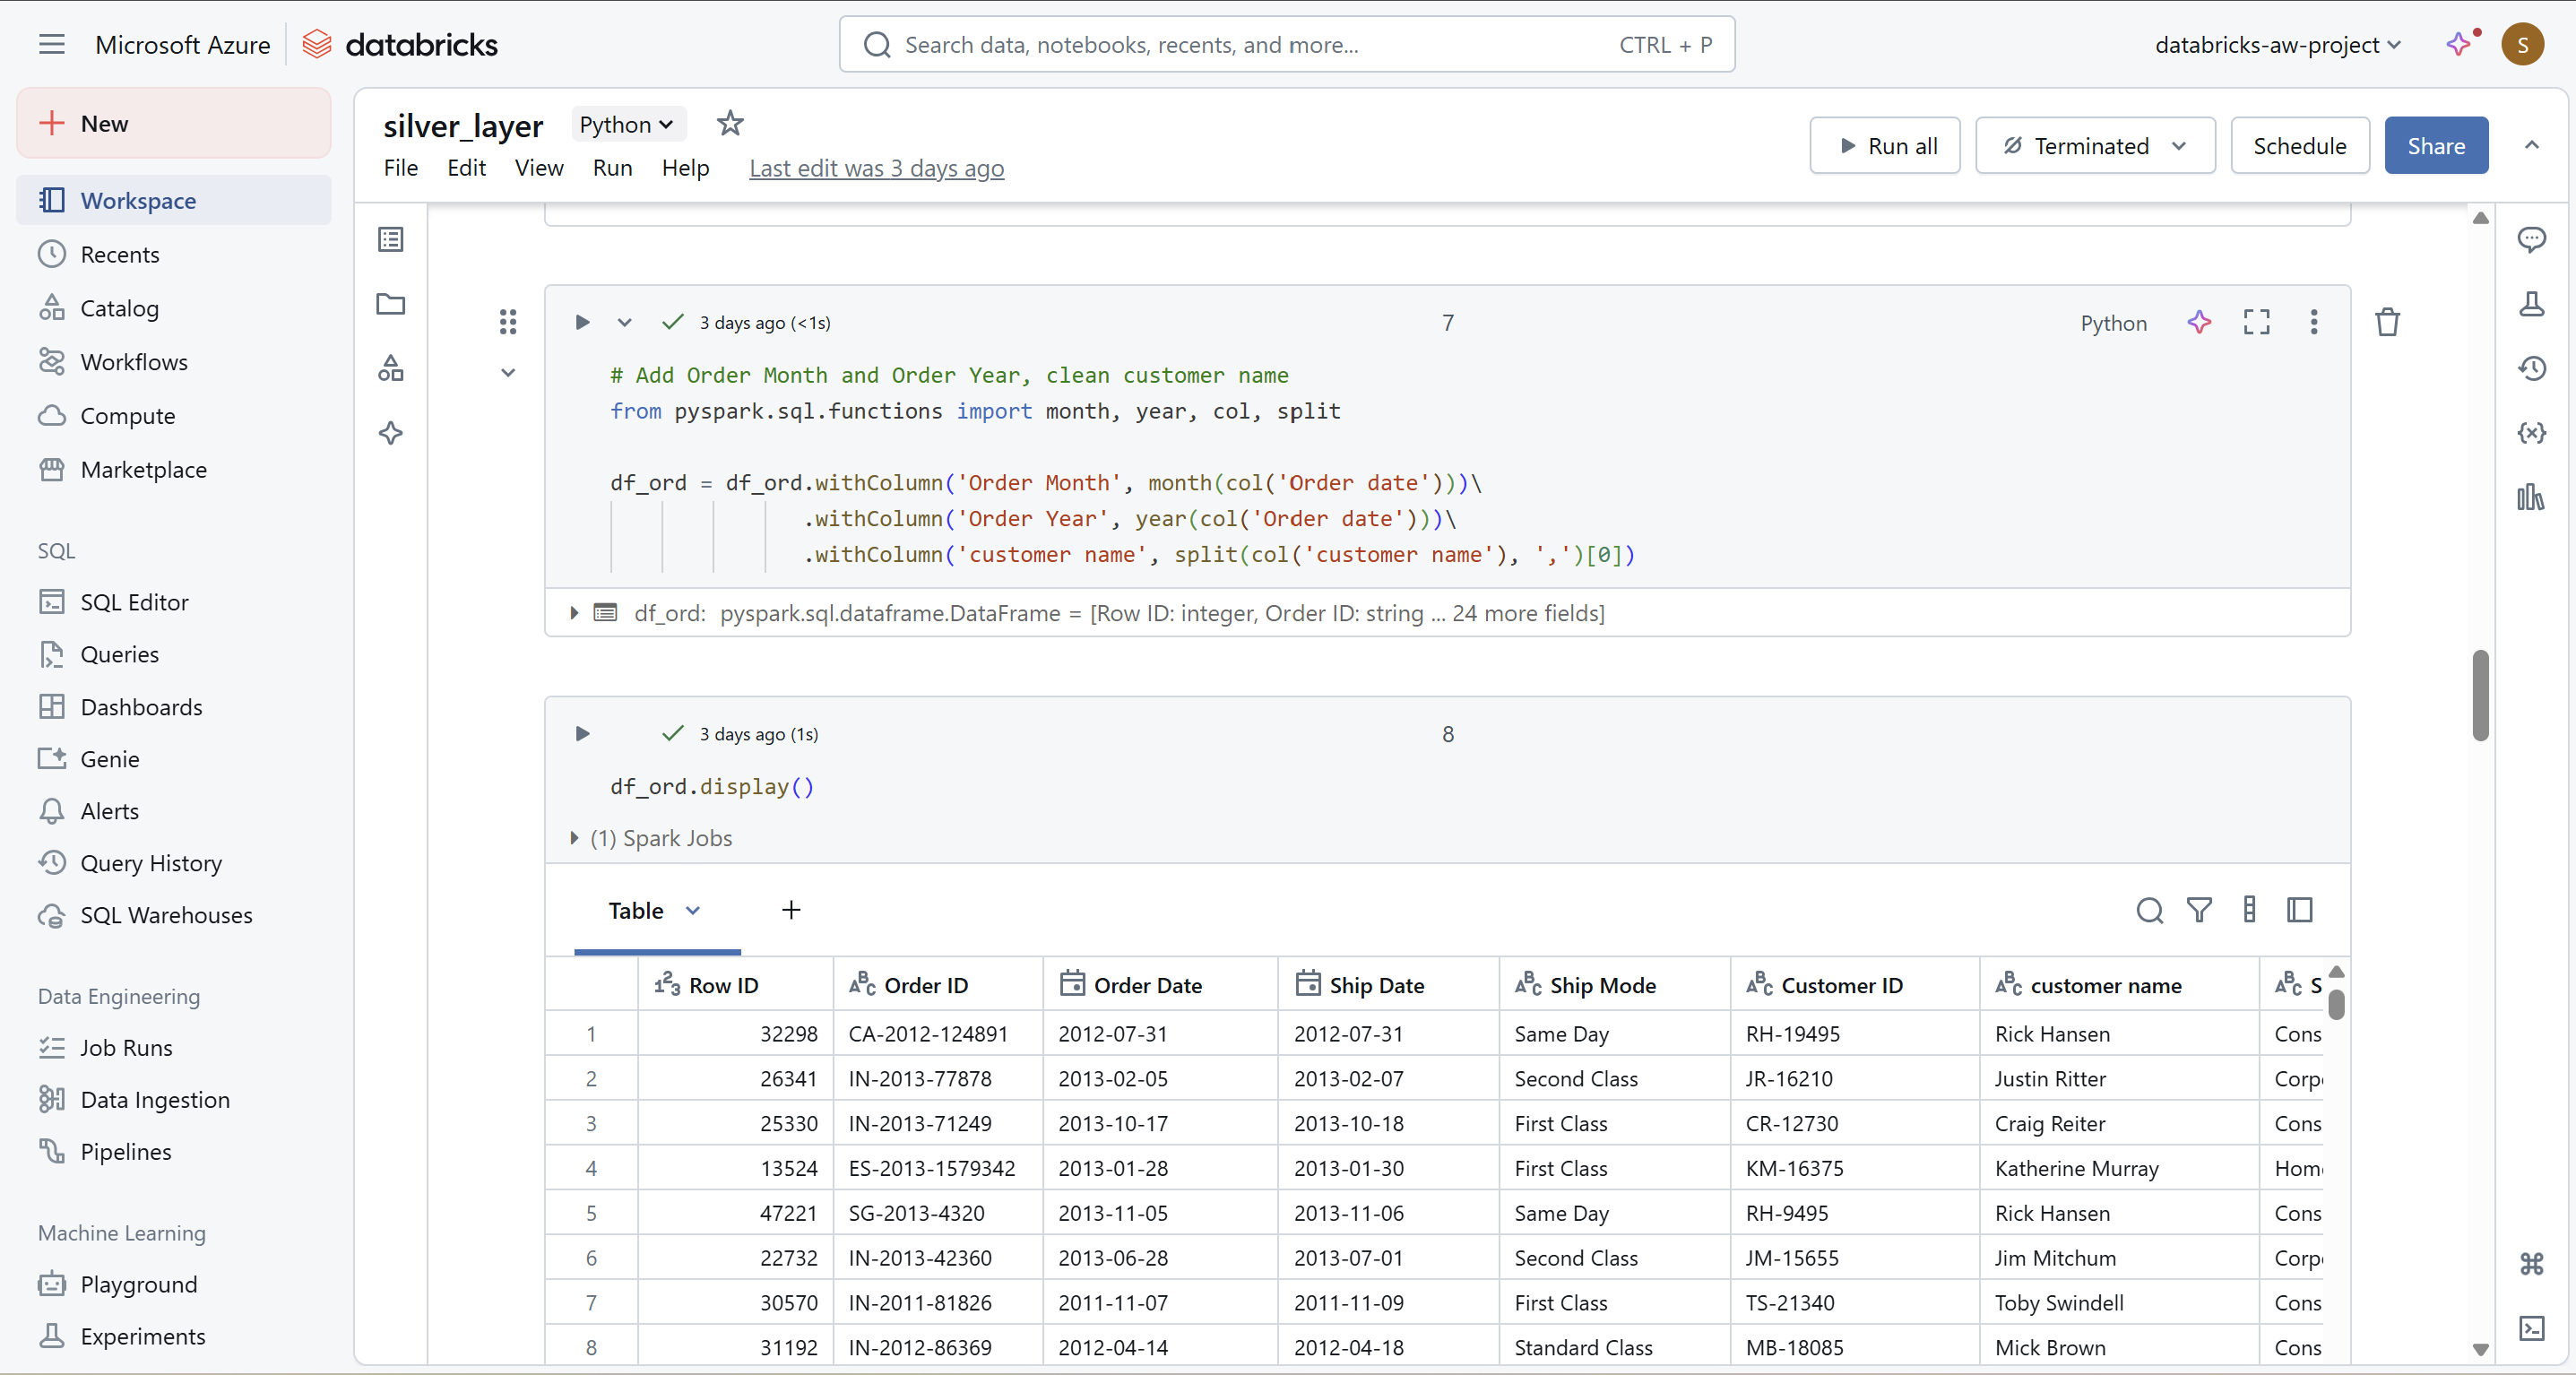 Microsoft Azure
databricks
Search data, notebooks, recents, and more...
CTRL + P
databricks-aw-project
S
New
Workspace
Recents
Catalog
Workflows
Compute
Marketplace
SQL
SQL Editor
Queries
Dashboards
Genie
Alerts
Query History
SQL Warehouses
Data Engineering
Job Runs
Data Ingestion
Pipelines
Machine Learning
Playground
Experiments
silver_layer
Python
File Edit View Run Help Last edit was 3 days ago
Run all
Terminated
Schedule
Share
3 days ago (<1s)
7
Python
# Add Order Month and Order Year, clean customer name
from pyspark.sql.functions import month, year, col, split
df_ord = df_ord.withColumn('Order Month', month(col('Order date')))\
.withColumn('Order Year', year(col('Order date')))\
.withColumn('customer name', split(col('customer name'), ',')[0])
df_ord: pyspark.sql.dataframe.DataFrame = [Row ID: integer, Order ID: string ... 24 more fields]
3 days ago (1s)
8
df_ord.display()
(1) Spark Jobs
Table
Row ID Order ID Order Date Ship Date Ship Mode Customer ID customer name S
1 32298 CA-2012-124891 2012-07-31 2012-07-31 Same Day RH-19495 Rick Hansen Cons
2 26341 IN-2013-77878 2013-02-05 2013-02-07 Second Class JR-16210 Justin Ritter Corp
3 25330 IN-2013-71249 2013-10-17 2013-10-18 First Class CR-12730 Craig Reiter Cons
4 13524 ES-2013-1579342 2013-01-28 2013-01-30 First Class KM-16375 Katherine Murray Hom
5 47221 SG-2013-4320 2013-11-05 2013-11-06 Same Day RH-9495 Rick Hansen Cons
6 22732 IN-2013-42360 2013-06-28 2013-07-01 Second Class JM-15655 Jim Mitchum Corp
7 30570 IN-2011-81826 2011-11-07 2011-11-09 First Class TS-21340 Toby Swindell Cons
8 31192 IN-2012-86369 2012-04-14 2012-04-18 Standard Class MB-18085 Mick Brown Cons